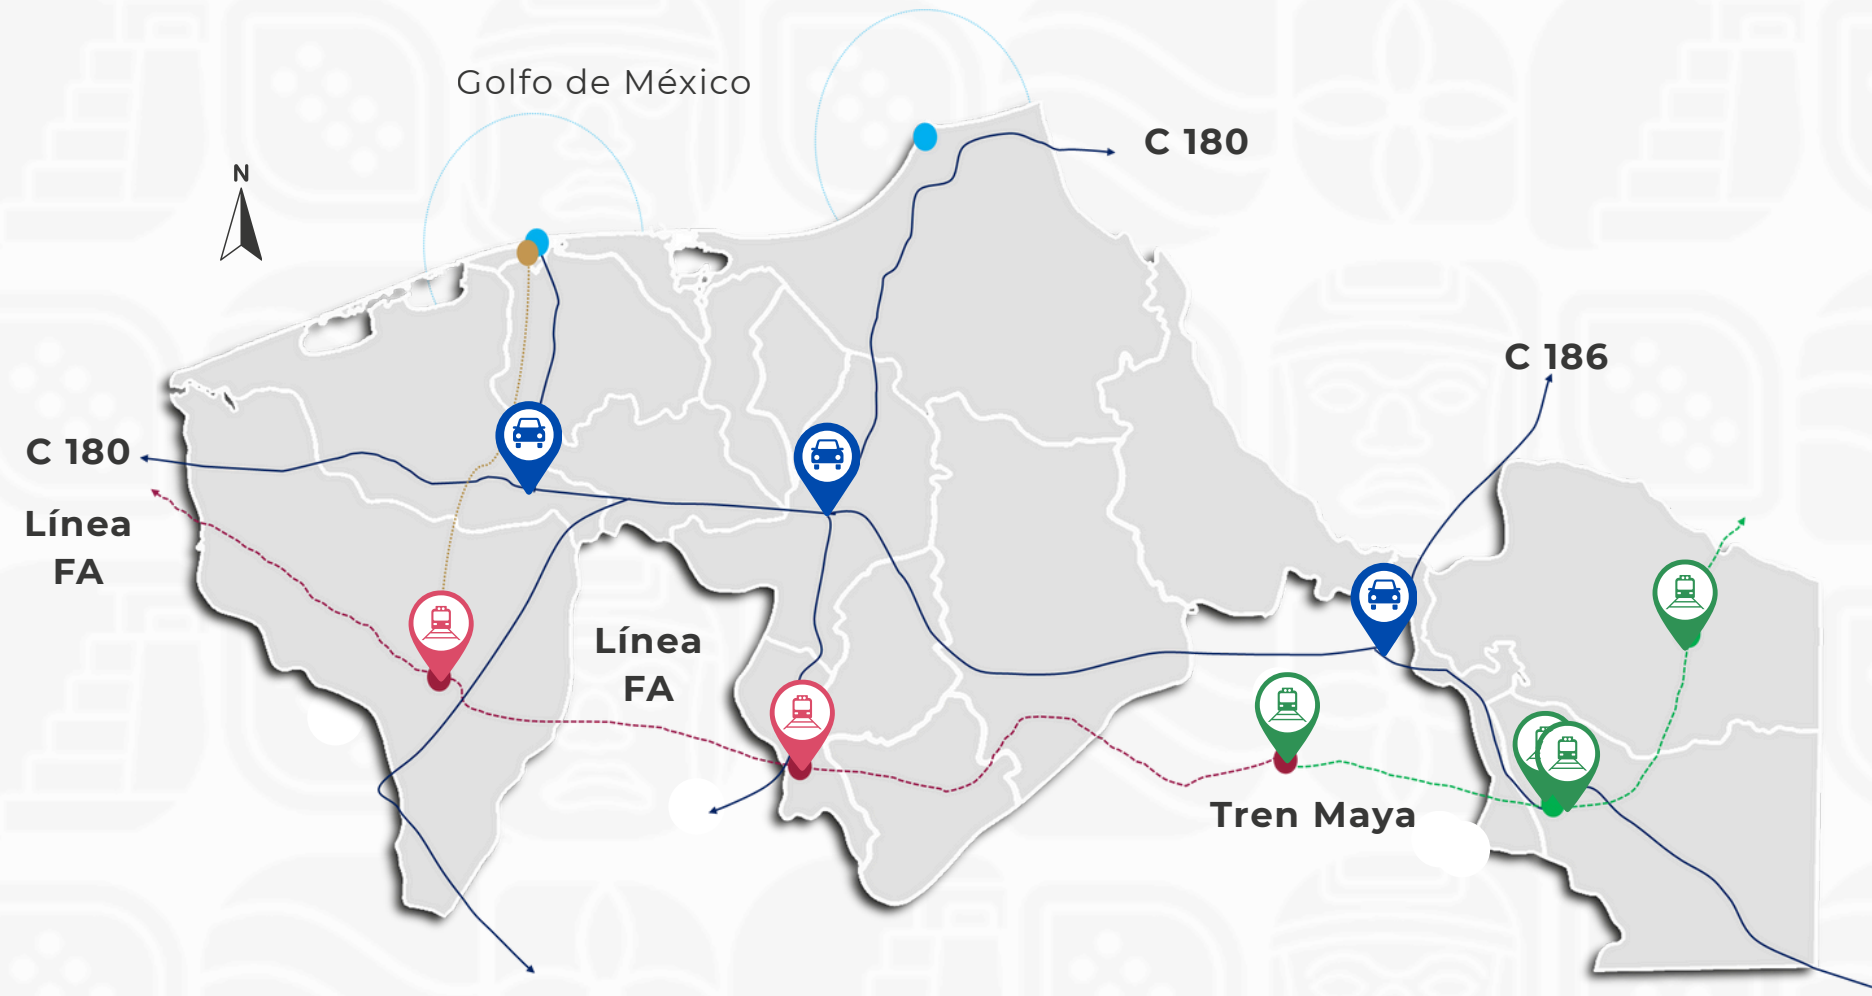 Golfo de México
C 180
N
C 186
C 180
Línea
FA
Línea
FA
Tren Maya